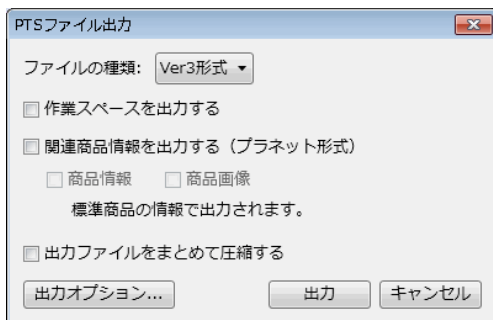 PTSファイル出力
ファイルの種類: Ver3形式
作業スペースを出力する
関連商品情報を出力する（プラネット形式）
商品情報 商品画像
標準商品の情報で出力されます。
出力ファイルをまとめて圧縮する
出力オプション... 出力 キャンセル